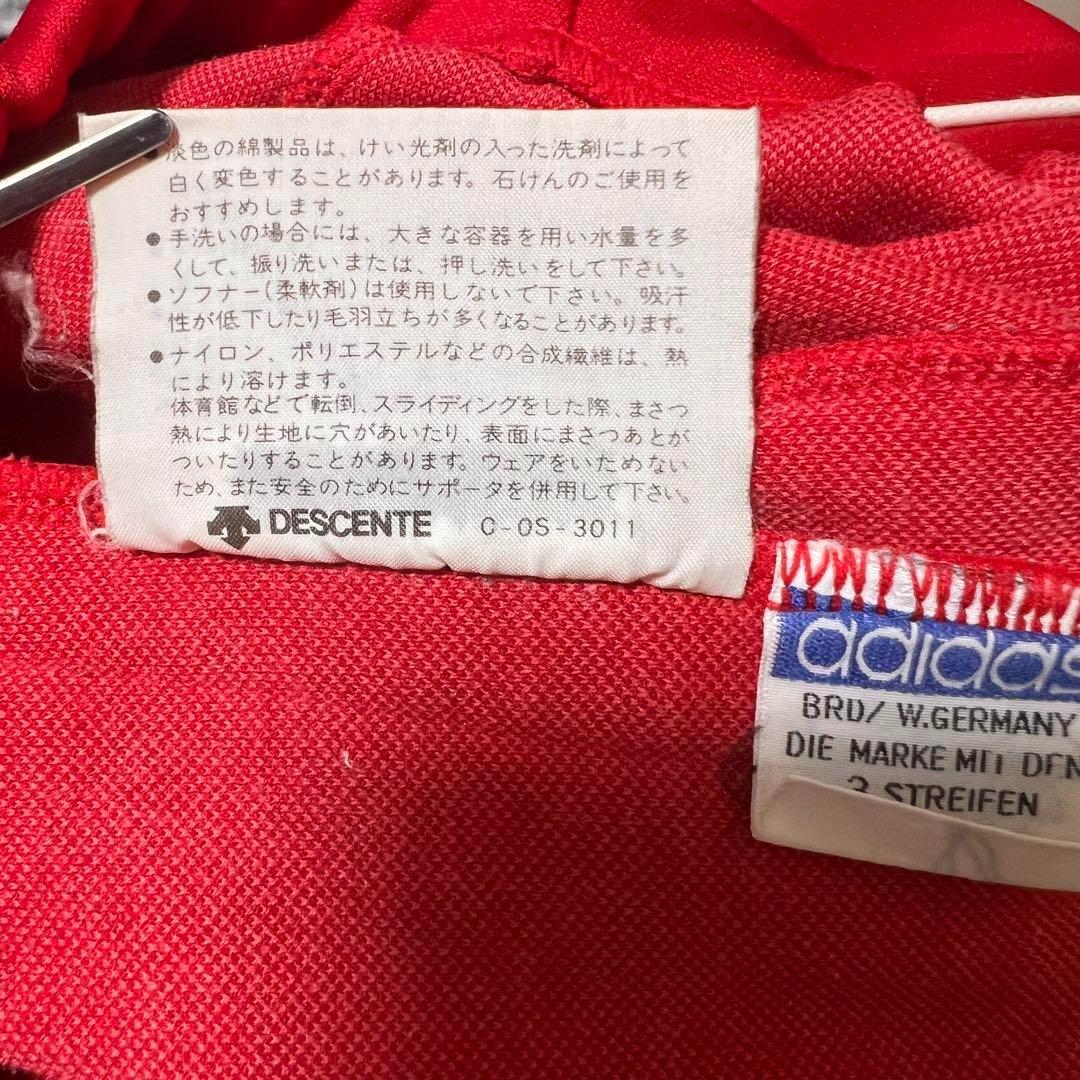 淡色の綿製品は、けい光剤の入った洗剤によって
白く変色することがあります。石けんのご使用を
おすすめします。
●手洗いの場合には、大きな容器を用い水量を多
くして、振り洗いまたは、押し洗いをして下さい。
●ソフナー(柔軟剤)は使用しないで下さい。吸汗
性が低下したり毛羽立ちが多くなることがあります。
●ナイロン、ポリエステルなどの合成繊維は、熱
により溶けます。
体育館などで転倒、スライディングをした際、まさつ
熱により生地に穴があいたり、表面にまさつあとが
ついたりすることがあります。ウェアをいためない
ため、また安全のためにサポータを併用して下さい。
DESCENTE O-OS-3011
adidas
BRD/ W.GERMANY
DIE MARKE MIT DEN
3 STREIFEN